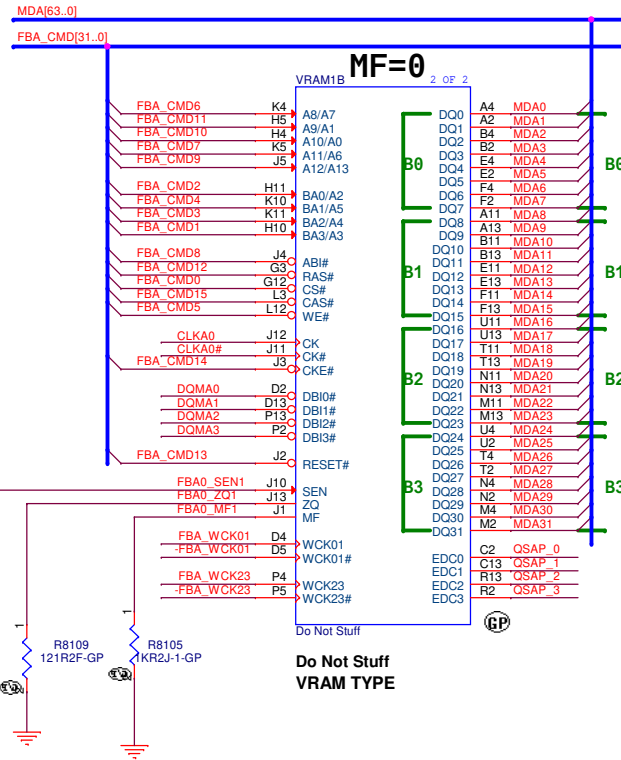 MDA[63..0]
FBA_CMD[31..0]
MF=0
VRAM1B 2 OF 2
FBA_CMD6 K4 A8/A7 DQ0 A4 MDA0
FBA_CMD11 H5 A9/A1 DQ1 A2 MDA1
FBA_CMD10 H4 A10/A0 DQ2 B4 MDA2
FBA_CMD7 K5 A11/A6 DQ3 B2 MDA3
FBA_CMD9 J5 A12/A13 DQ4 E4 MDA4
B0 DQ5 E2 MDA5 B0
FBA_CMD2 H11 BA0/A2 DQ6 F4 MDA6
FBA_CMD4 K10 BA1/A5 DQ7 F2 MDA7
FBA_CMD3 K11 BA2/A4 DQ8 A11 MDA8
FBA_CMD1 H10 BA3/A3 DQ9 A13 MDA9
DQ10 B11 MDA10
FBA_CMD8 J4 ABI# DQ11 B13 MDA11
FBA_CMD12 G3 RAS# B1 DQ12 E11 MDA12 B1
FBA_CMD0 G12 CS# DQ13 E13 MDA13
FBA_CMD15 L3 CAS# DQ14 F11 MDA14
FBA_CMD5 L12 WE# DQ15 F13 MDA15
DQ16 U11 MDA16
CLKA0 J12 CK DQ17 U13 MDA17
CLKA0# J11 CK# DQ18 T11 MDA18
FBA_CMD14 J3 CKE# DQ19 T13 MDA19
B2 DQ20 N11 MDA20 B2
DQMA0 D2 DBI0# DQ21 N13 MDA21
DQMA1 D13 DBI1# DQ22 M11 MDA22
DQMA2 P13 DBI2# DQ23 M13 MDA23
DQMA3 P2 DBI3# DQ24 U4 MDA24
DQ25 U2 MDA25
FBA_CMD13 J2 RESET# DQ26 T4 MDA26
DQ27 T2 MDA27
FBA0_SEN1 J10 SEN B3 DQ28 N4 MDA28 B3
FBA0_ZQ1 J13 ZQ DQ29 N2 MDA29
FBA0_MF1 J1 MF DQ30 M4 MDA30
DQ31 M2 MDA31
FBA_WCK01 D4 WCK01
-FBA_WCK01 D5 WCK01# EDC0 C2 QSAP_0
EDC1 C13 QSAP_1
FBA_WCK23 P4 WCK23 EDC2 R13 QSAP_2
-FBA_WCK23 P5 WCK23# EDC3 R2 QSAP_3
GP
Do Not Stuff
1 1
R8109 R8105
121R2F-GP 1KR2J-1-GP
Do Not Stuff
VRAM TYPE